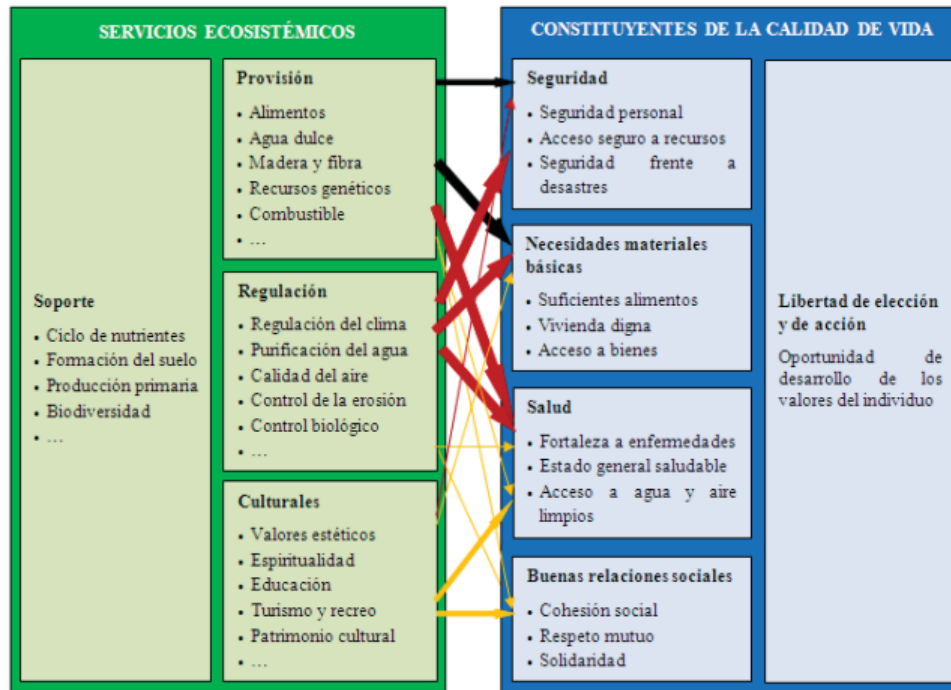 SERVICIOS ECOSISTÉMICOS
Soporte
• Ciclo de nutrientes
• Formación del suelo
• Producción primaria
• Biodiversidad
• ...
Provisión
• Alimentos
• Agua dulce
• Madera y fibra
• Recursos genéticos
• Combustible
• ...
Regulación
• Regulación del clima
• Purificación del agua
• Calidad del aire
• Control de la erosión
• Control biológico
• ...
Culturales
• Valores estéticos
• Espiritualidad
• Educación
• Turismo y recreo
• Patrimonio cultural
• ...
CONSTITUYENTES DE LA CALIDAD DE VIDA
Seguridad
• Seguridad personal
• Acceso seguro a recursos
• Seguridad frente a
desastres
Necesidades materiales
básicas
• Suficientes alimentos
• Vivienda digna
• Acceso a bienes
Salud
• Fortaleza a enfermedades
• Estado general saludable
• Acceso a agua y aire
limpios
Buenas relaciones sociales
• Cohesión social
• Respeto mutuo
• Solidaridad
Libertad de elección
y de acción
Oportunidad de
desarrollo de los
valores del individuo